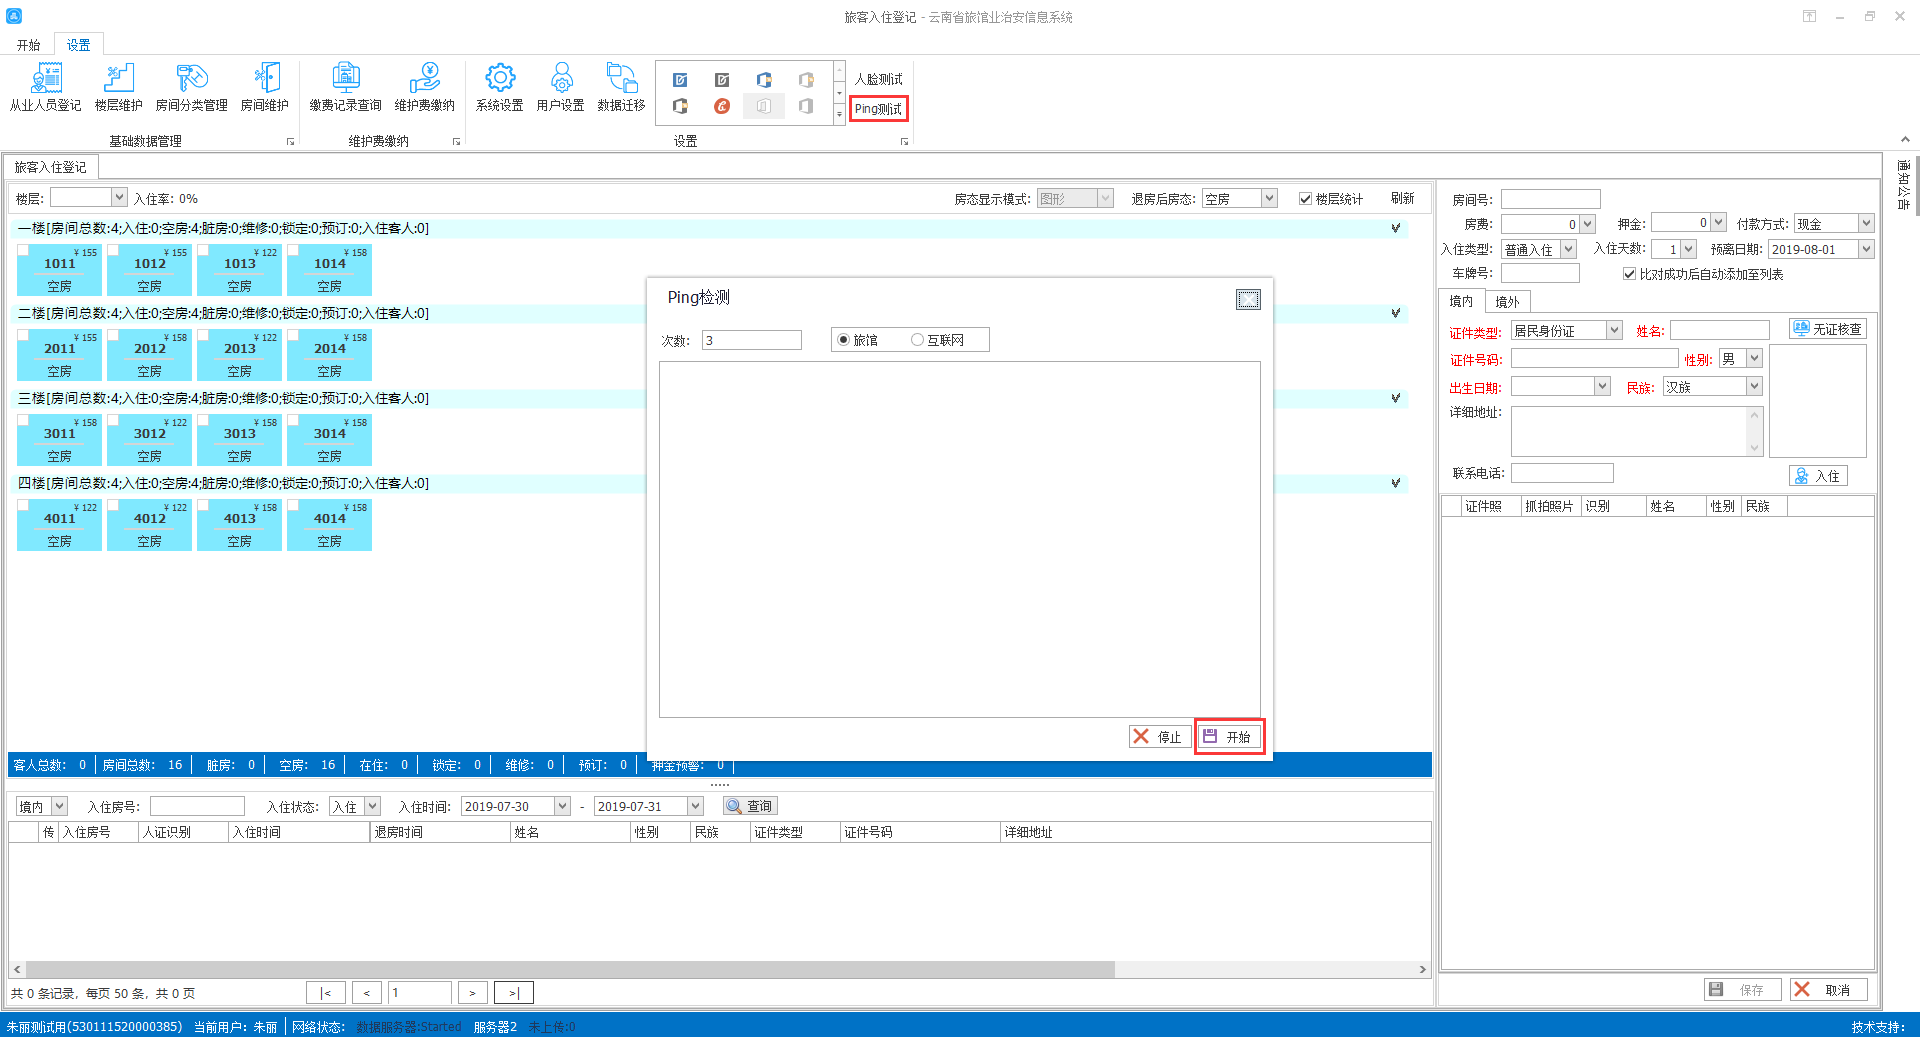 旅客入住登记 - 云南省旅馆业治安信息系统
开始 设置
从业人员登记 楼层维护 房间分类管理 房间维护 缴费记录查询 维护费缴纳 系统设置 用户设置 数据迁移 人脸测试
Ping测试
基础数据管理 维护费缴纳 设置
旅客入住登记
通知公告
楼层: 入住率: 0% 房态显示模式: 图形 退房后房态: 空房 楼层统计 刷新
一楼[房间总数:4;入住:0;空房:4;脏房:0;维修:0;锁定:0;预订:0;入住客人:0]
¥ 155 ¥ 155 ¥ 122 ¥ 158
1011 1012 1013 1014
空房 空房 空房 空房
二楼[房间总数:4;入住:0;空房:4;脏房:0;维修:0;锁定:0;预订:0;入住客人:0]
¥ 155 ¥ 158 ¥ 122 ¥ 158
2011 2012 2013 2014
空房 空房 空房 空房
三楼[房间总数:4;入住:0;空房:4;脏房:0;维修:0;锁定:0;预订:0;入住客人:0]
¥ 158 ¥ 122 ¥ 158 ¥ 158
3011 3012 3013 3014
空房 空房 空房 空房
四楼[房间总数:4;入住:0;空房:4;脏房:0;维修:0;锁定:0;预订:0;入住客人:0]
¥ 122 ¥ 122 ¥ 158 ¥ 158
4011 4012 4013 4014
空房 空房 空房 空房
Ping检测
次数: 3 旅馆 互联网
停止 开始
客人总数: 0 房间总数: 16 脏房: 0 空房: 16 在住: 0 锁定: 0 维修: 0 预订: 0 押金预警: 0
境内 入住房号: 入住状态: 入住 入住时间: 2019-07-30 - 2019-07-31 查询
传 入住房号 人证识别 入住时间 退房时间 姓名 性别 民族 证件类型 证件号码 详细地址
共 0 条记录，每页 50 条，共 0 页 |< < 1 > >|
房间号:
房费: 0 押金: 0 付款方式: 现金
入住类型: 普通入住 入住天数: 1 预离日期: 2019-08-01
车牌号: 比对成功后自动添加至列表
境内 境外
证件类型: 居民身份证 姓名: 无证核查
证件号码: 性别: 男
出生日期: 民族: 汉族
详细地址:
联系电话: 入住
证件照 抓拍照片 识别 姓名 性别 民族
保存 取消
朱丽测试用(530111520000385) 当前用户: 朱丽 网络状态: 数据服务器:Started 服务器2 未上传:0 技术支持: